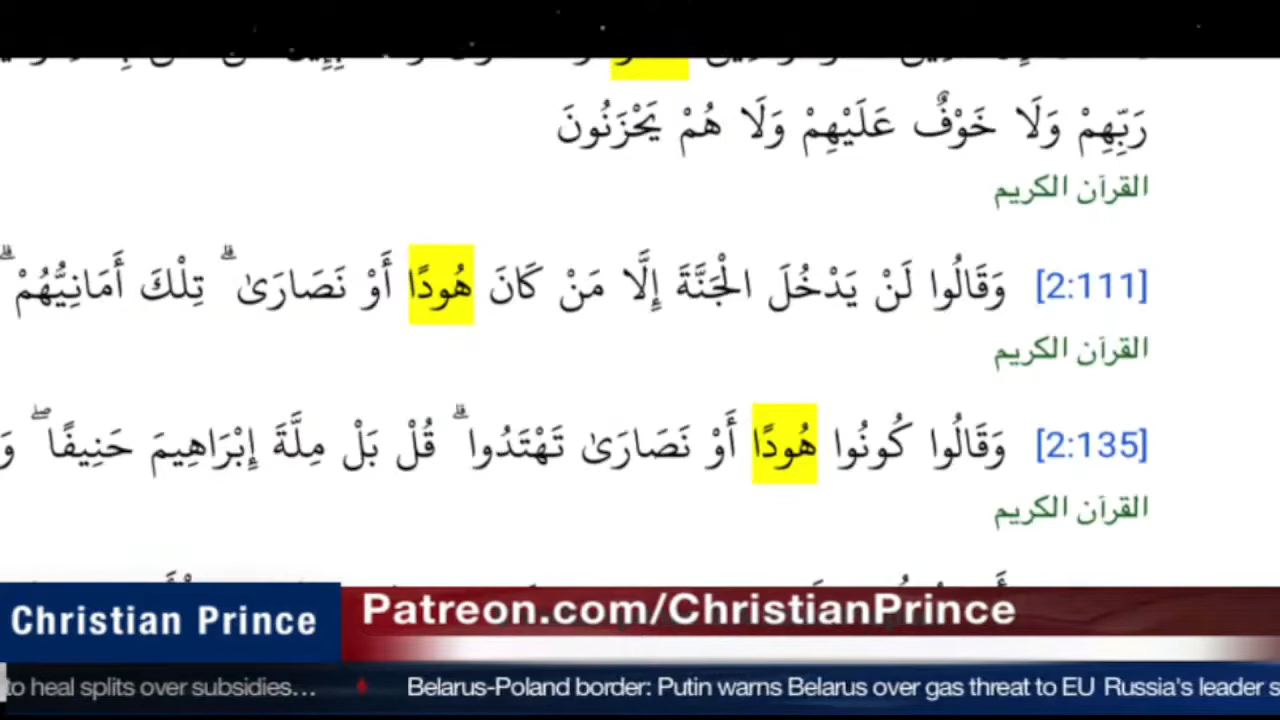 رَبِّهِمْ وَلَا خَوْفٌ عَلَيْهِمْ وَلَا هُمْ يَحْزَنُونَ
القرآن الكريم
[2:111] وَقَالُوا لَنْ يَدْخُلَ الْجَنَّةَ إِلَّا مَنْ كَانَ هُودًا أَوْ نَصَارَىٰ ۗ تِلْكَ أَمَانِيُّهُمْ ۗ
القرآن الكريم
[2:135] وَقَالُوا كُونُوا هُودًا أَوْ نَصَارَىٰ تَهْتَدُوا ۗ قُلْ بَلْ مِلَّةَ إِبْرَاهِيمَ حَنِيفًا ۖ
القرآن الكريم
Christian Prince
Patreon.com/ChristianPrince
to heal splits over subsidies... Belarus-Poland border: Putin warns Belarus over gas threat to EU Russia's leader